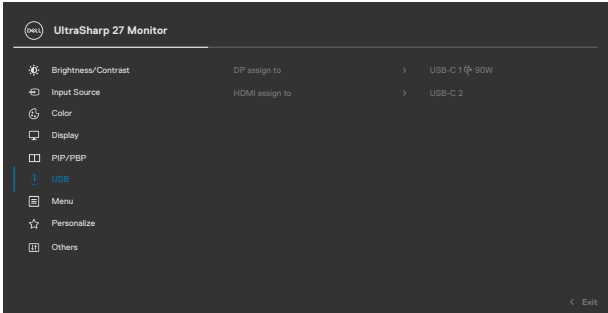 DELL UltraSharp 27 Monitor
Brightness/Contrast DP assign to > USB-C 1 90W
Input Source HDMI assign to > USB-C 2
Color
Display
PIP/PBP
USB
Menu
Personalize
Others
< Exit